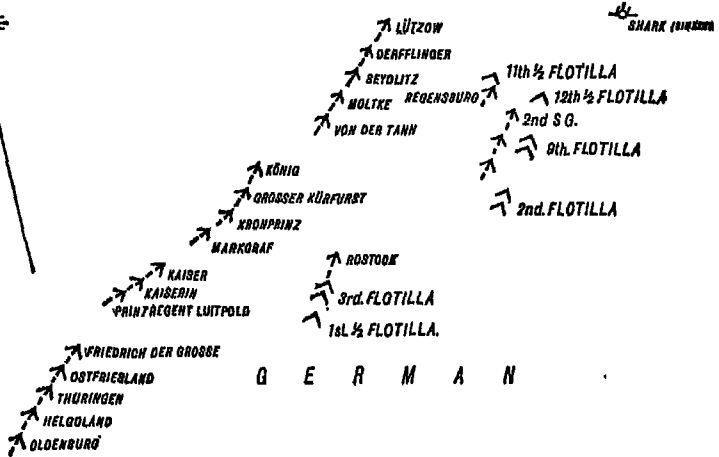 LÜTZOW
SHARK (SINKING
DERFFLINGER
SEYDLITZ
11th ½ FLOTILLA
MOLTKE
REGENSBURG
12th ½ FLOTILLA
2nd S G.
VON DER TANN
9th. FLOTILLA
KÖNIG
GROSSER KÜRFURST
2nd. FLOTILLA
KRONPRINZ
MARKGRAF
ROSTOCK
KAISER
KAISERIN
3rd. FLOTILLA
PRINZREGENT LUITPOLD
1st. ½ FLOTILLA.
FRIEDRICH DER GROSSE
OSTFRIESLAND
GERMAN
THURINGEN
HELGOLAND
OLDENBURG